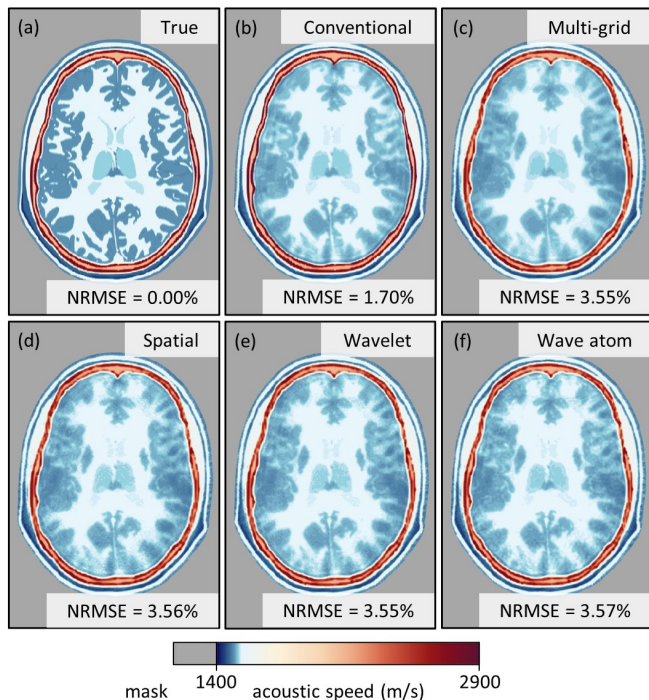 (a) True
(b) Conventional
(c) Multi-grid
NRMSE = 0.00%
NRMSE = 1.70%
NRMSE = 3.55%
(d) Spatial
(e) Wavelet
(f) Wave atom
NRMSE = 3.56%
NRMSE = 3.55%
NRMSE = 3.57%
mask 1400 acoustic speed (m/s) 2900